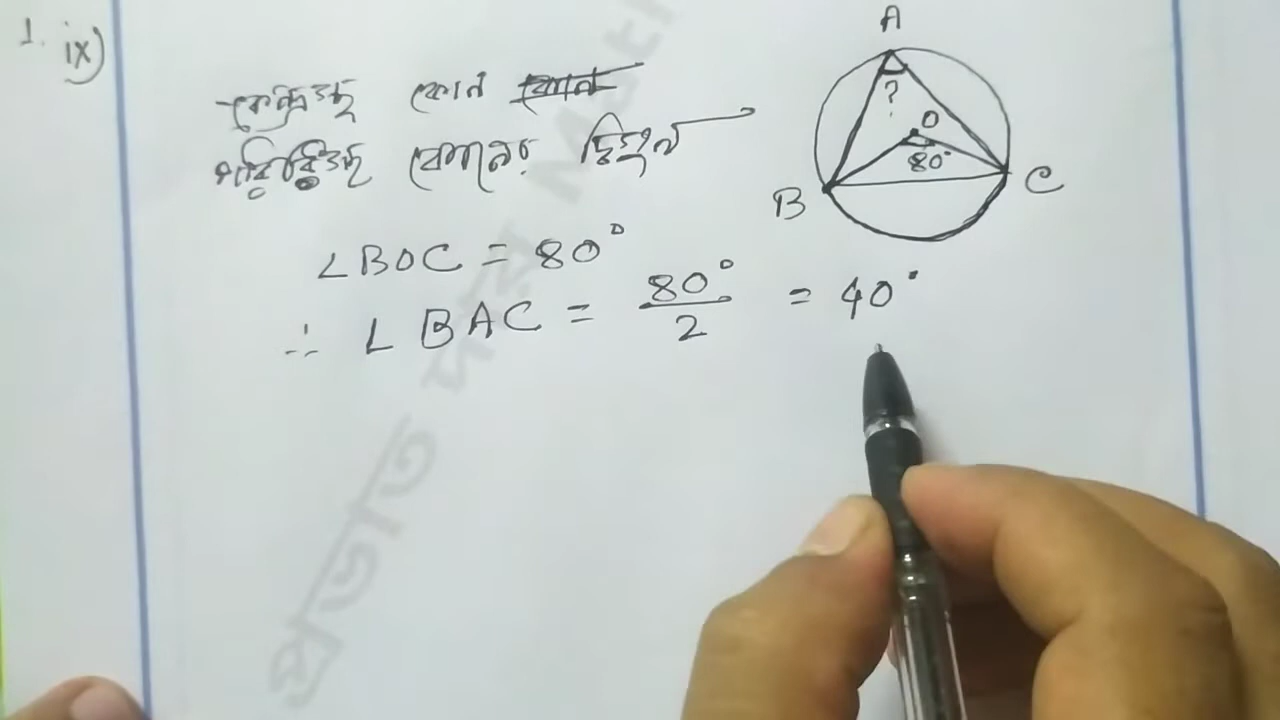 1. ix)
কেন্দ্রস্থ কোন
পরিধিস্থ কোনের দ্বিগুন
∠BOC = 80°
∴ ∠BAC = 80°/2 = 40°
A
?
O
80°
B
C